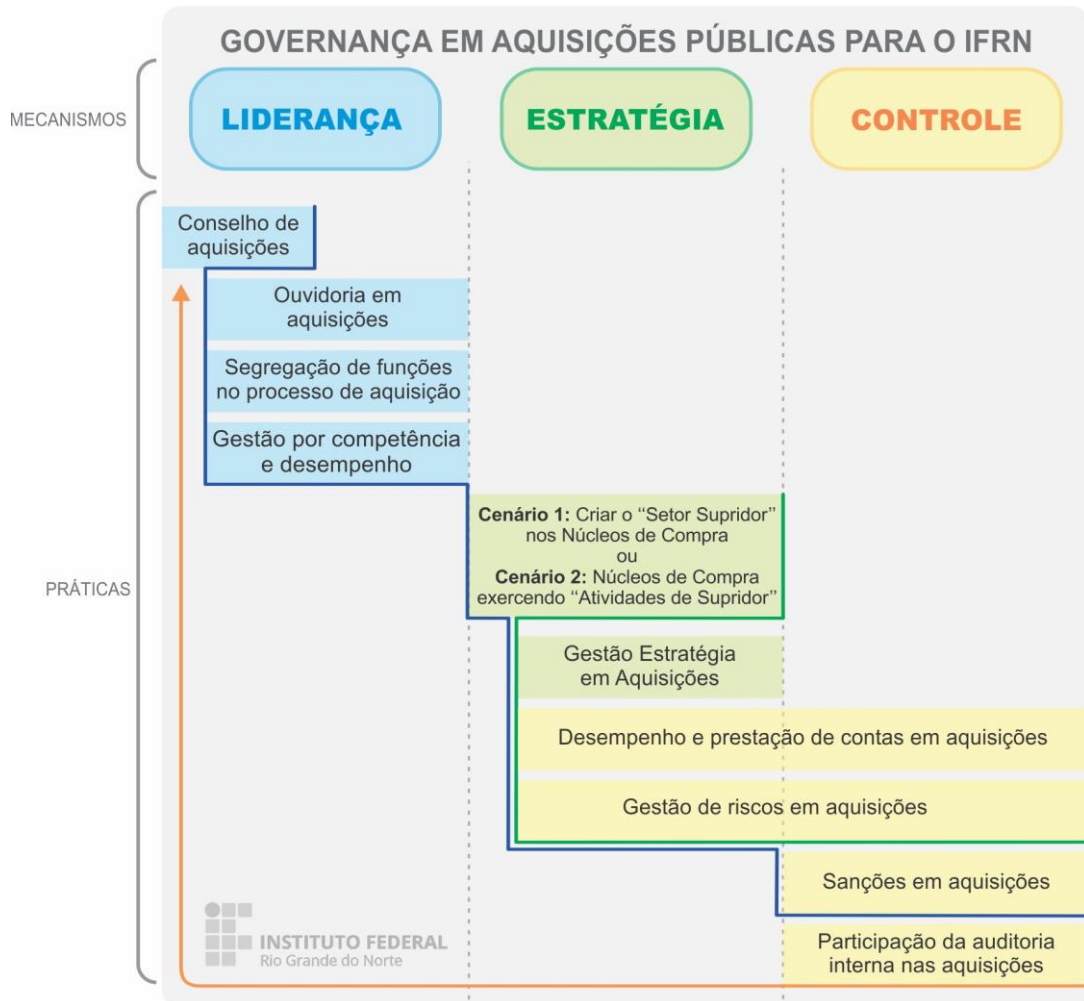 GOVERNANÇA EM AQUISIÇÕES PÚBLICAS PARA O IFRN
MECANISMOS
LIDERANÇA
ESTRATÉGIA
CONTROLE
PRÁTICAS
Conselho de
aquisições
Ouvidoria em
aquisições
Segregação de funções
no processo de aquisição
Gestão por competência
e desempenho
Cenário 1: Criar o "Setor Supridor"
nos Núcleos de Compra
ou
Cenário 2: Núcleos de Compra
exercendo "Atividades de Supridor"
Gestão Estratégia
em Aquisições
Desempenho e prestação de contas em aquisições
Gestão de riscos em aquisições
Sanções em aquisições
Participação da auditoria
interna nas aquisições
INSTITUTO FEDERAL
Rio Grande do Norte